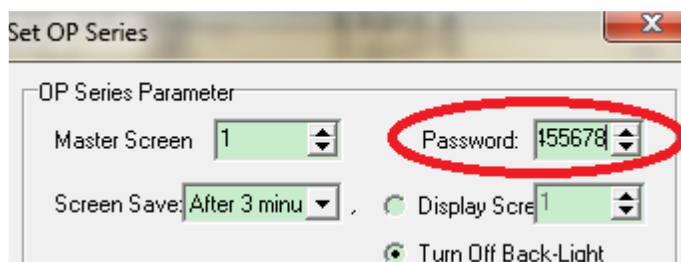 Set OP Series
OP Series Parameter
Master Screen 1 Password: 455678
Screen Save: After 3 minu , Display Scre 1
Turn Off Back-Light